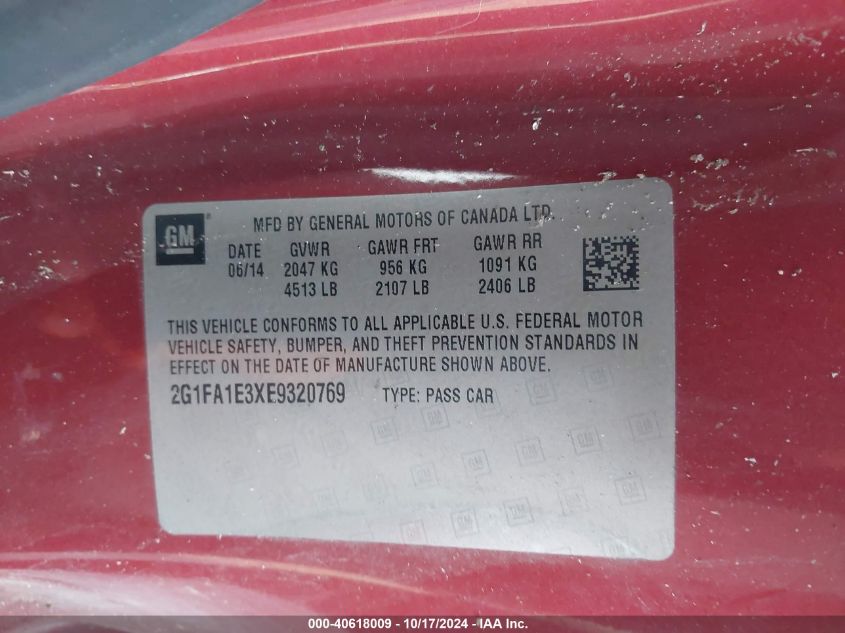 GM
MFD BY GENERAL MOTORS OF CANADA LTD.
DATE GVWR GAWR FRT GAWR RR
06/14 2047 KG 956 KG 1091 KG
4513 LB 2107 LB 2406 LB
THIS VEHICLE CONFORMS TO ALL APPLICABLE U.S. FEDERAL MOTOR
VEHICLE SAFETY, BUMPER, AND THEFT PREVENTION STANDARDS IN
EFFECT ON THE DATE OF MANUFACTURE SHOWN ABOVE.
2G1FA1E3XE9320769 TYPE: PASS CAR
000-40618009 - 10/17/2024 - IAA Inc.